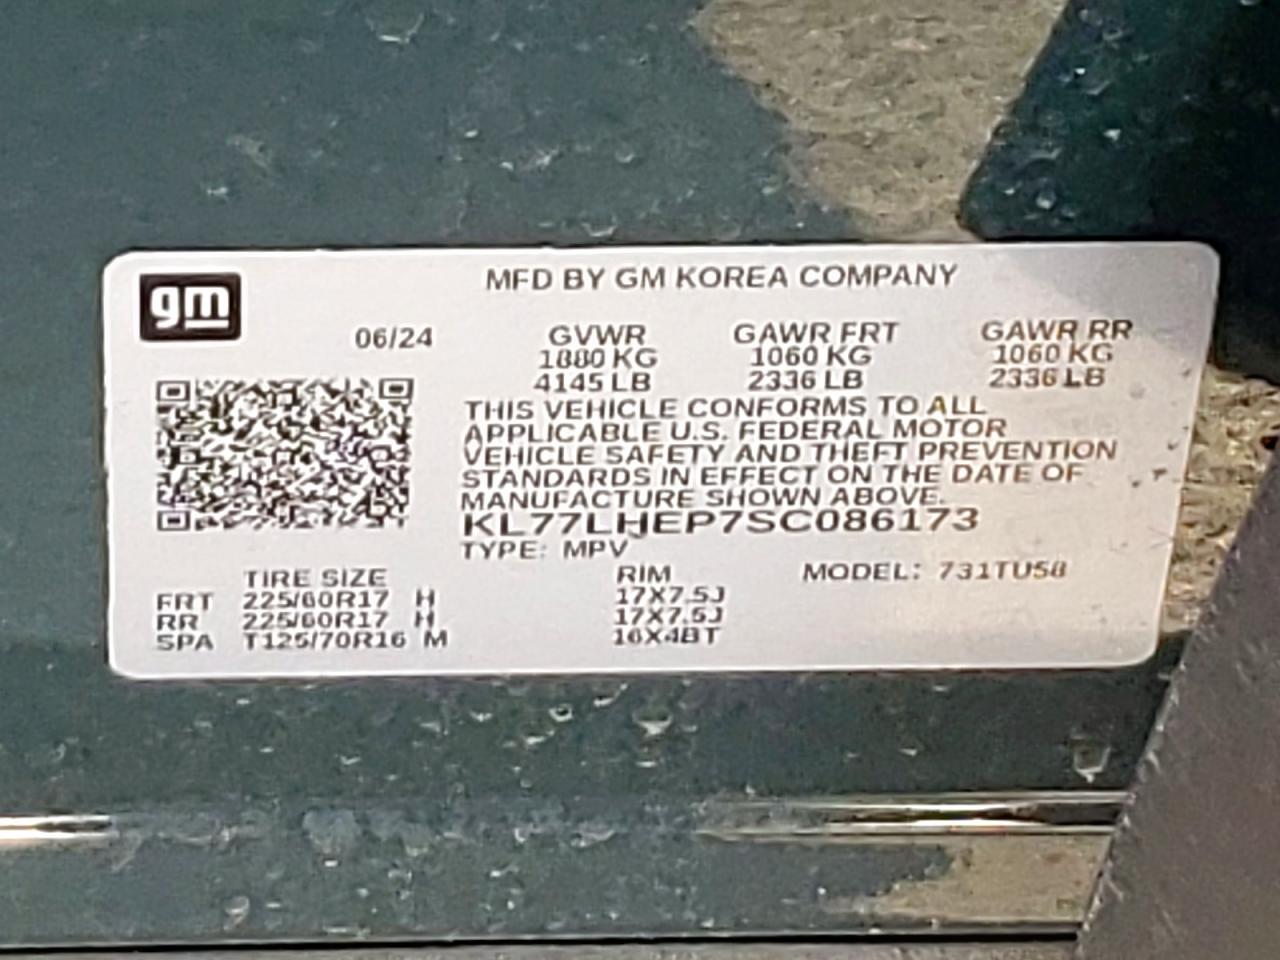 gm
MFD BY GM KOREA COMPANY
06/24 GVWR GAWR FRT GAWR RR
1880 KG 1060 KG 1060 KG
4145 LB 2336 LB 2336 LB
THIS VEHICLE CONFORMS TO ALL
APPLICABLE U.S. FEDERAL MOTOR
VEHICLE SAFETY AND THEFT PREVENTION
STANDARDS IN EFFECT ON THE DATE OF
MANUFACTURE SHOWN ABOVE.
KL77LHEP7SC086173
TYPE: MPV
TIRE SIZE RIM MODEL: 731TU58
FRT 225/60R17 H 17X7.5J
RR 225/60R17 H 17X7.5J
SPA T125/70R16 M 16X4BT